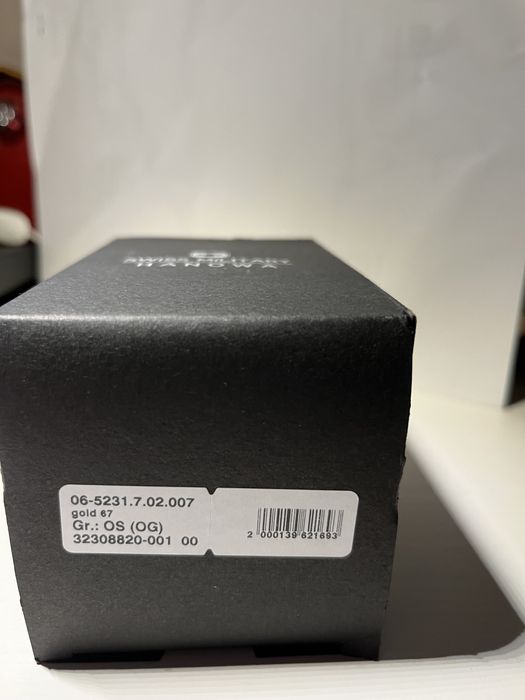 SWISS MILITARY
HANOWA
06-5231.7.02.007
gold 67
Gr.: OS (OG)
32308820-001 00
2 000139 621693